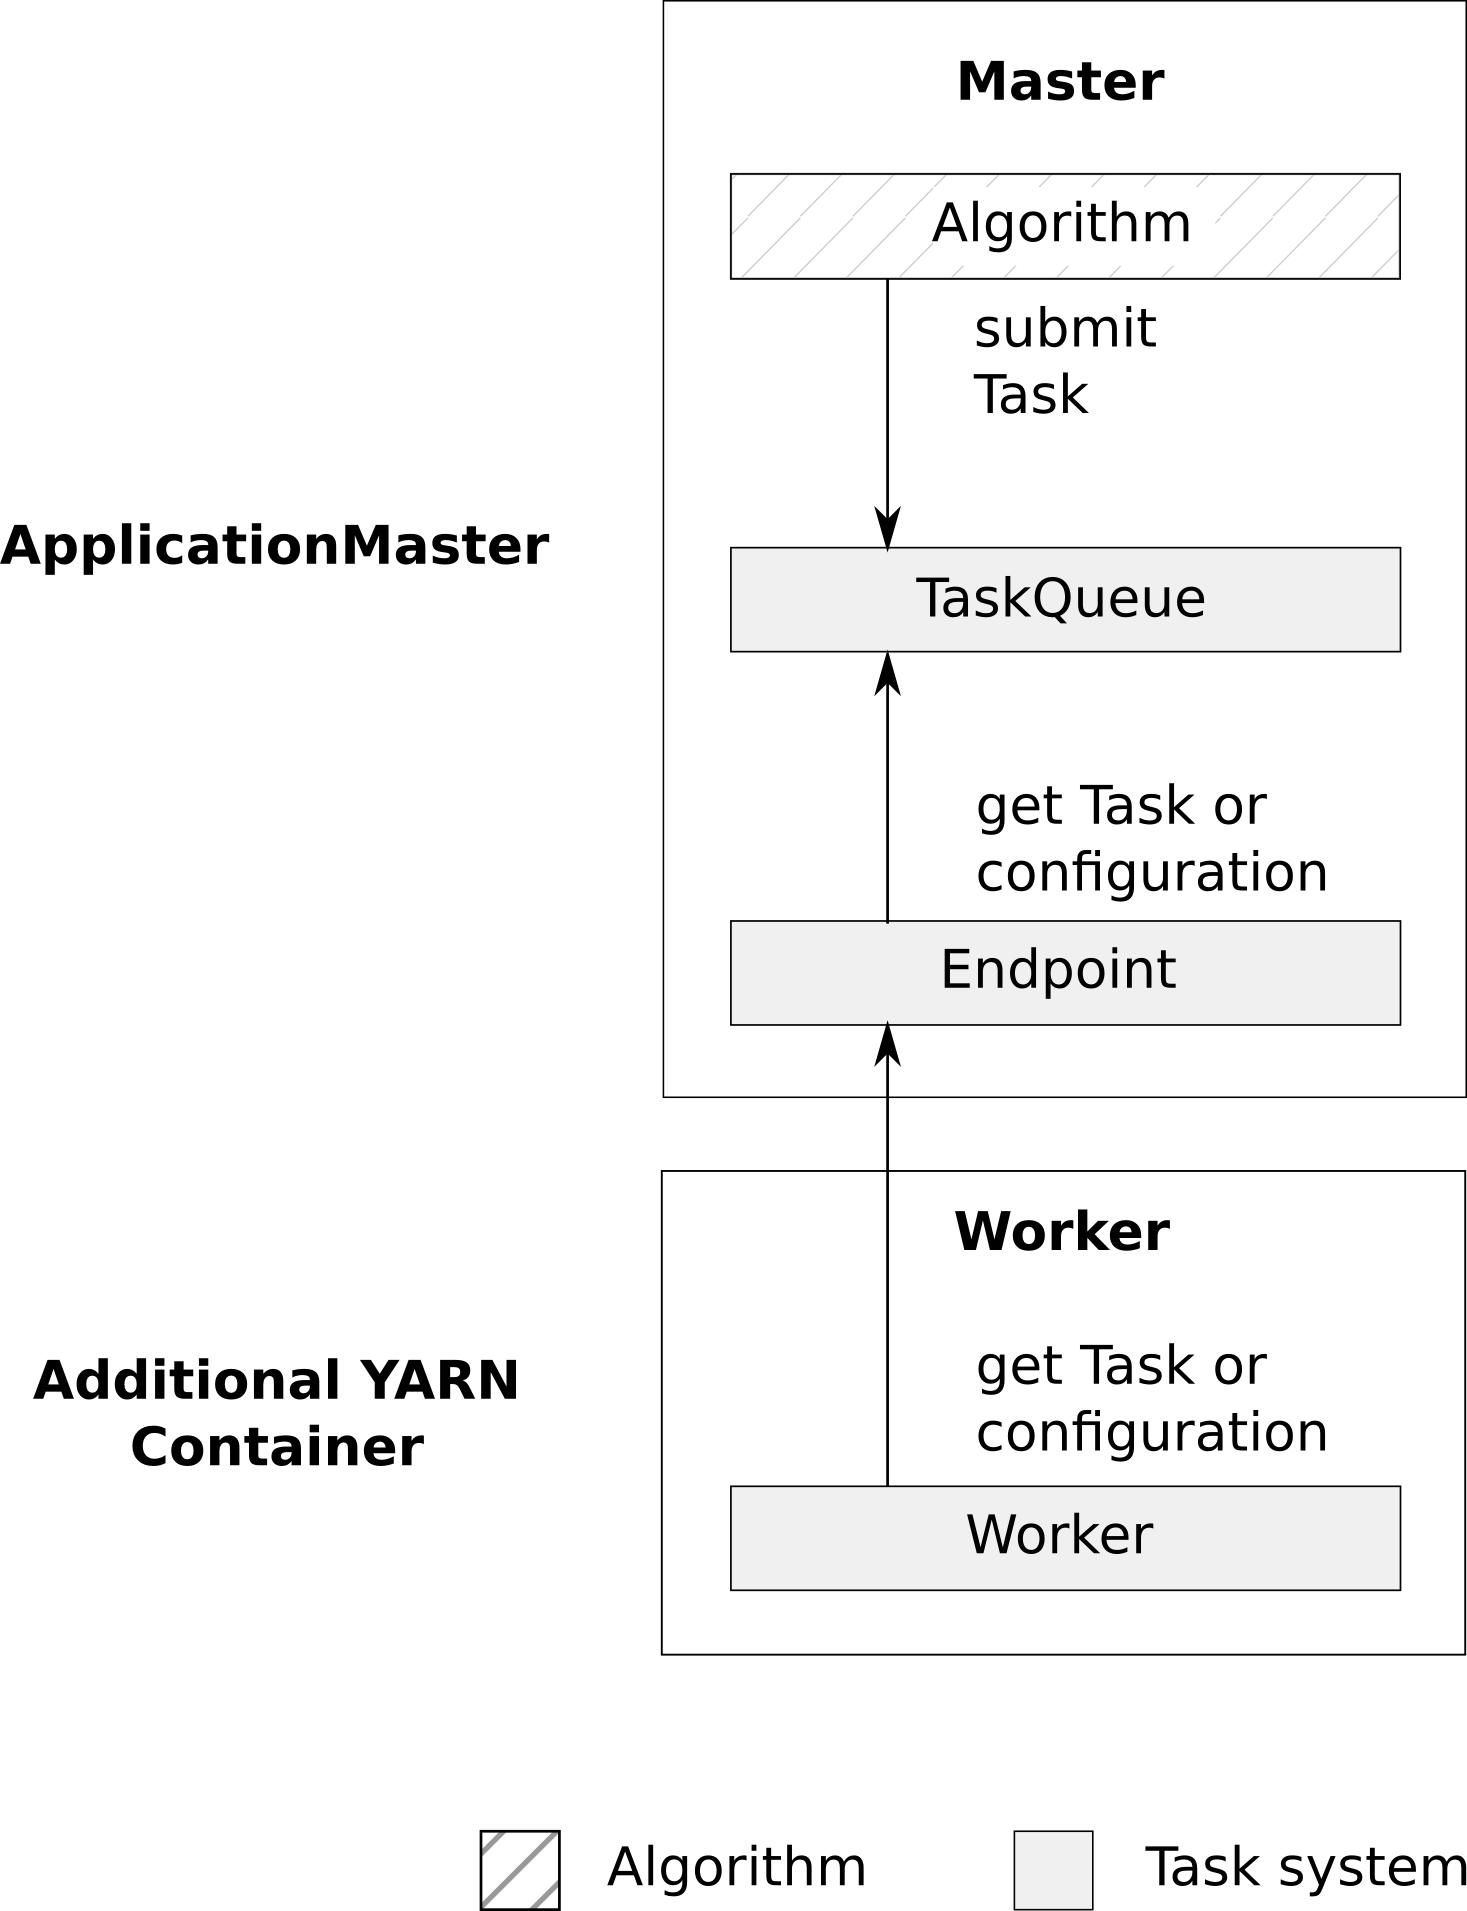 Master
Algorithm
submit
Task
ApplicationMaster
TaskQueue
get Task or
configuration
Endpoint
Worker
get Task or
configuration
Additional YARN
Container
Worker
Algorithm
Task system